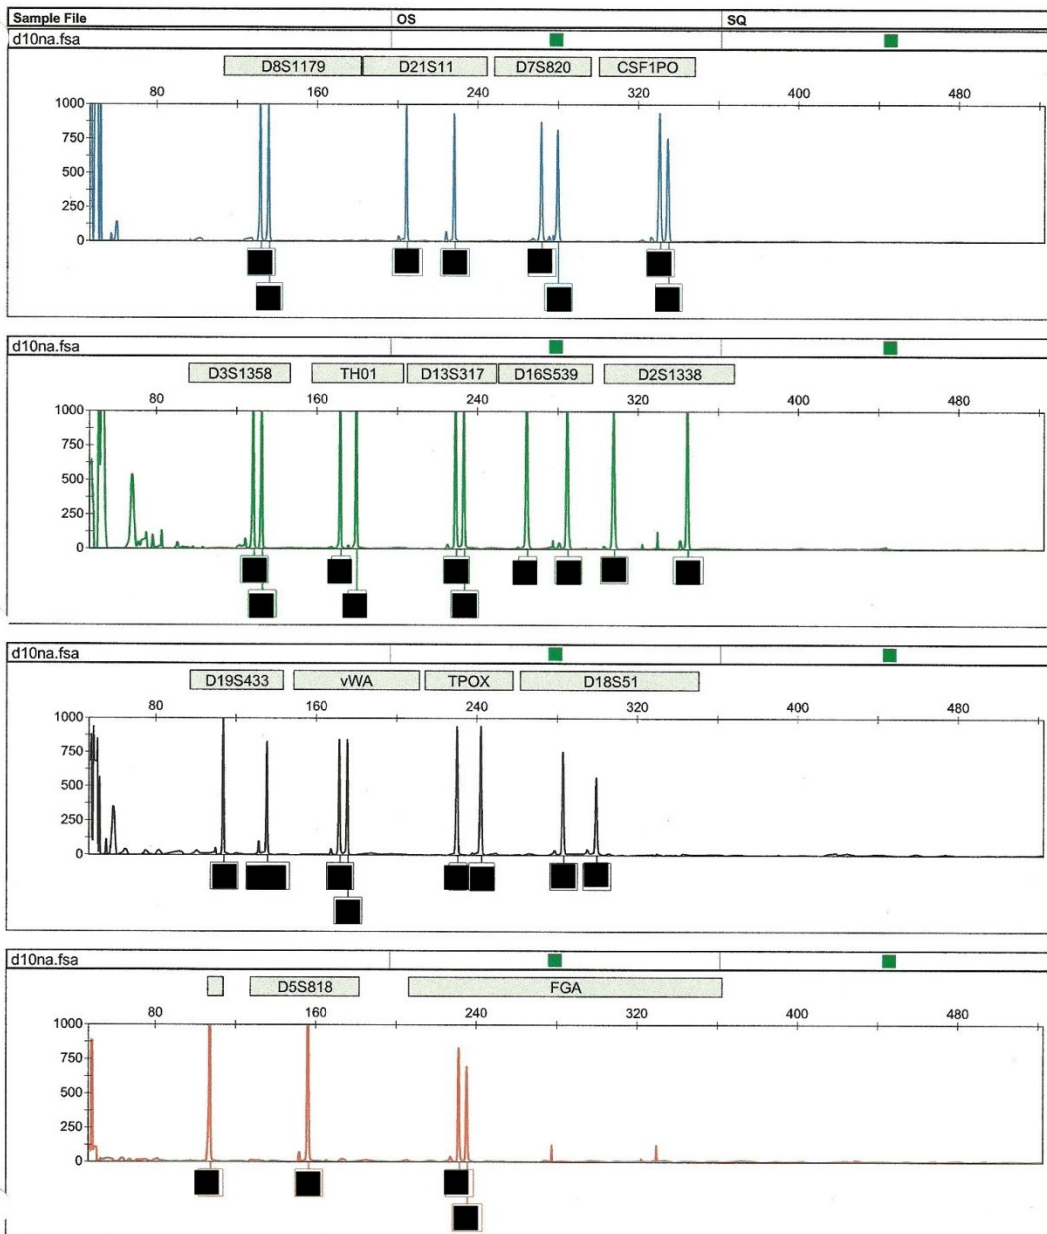 Sample File OS SQ
d10na.fsa
D8S1179 D21S11 D7S820 CSF1PO
80 160 240 320 400 480
1000
750
500
250
0
d10na.fsa
D3S1358 TH01 D13S317 D16S539 D2S1338
80 160 240 320 400 480
1000
750
500
250
0
d10na.fsa
D19S433 vWA TPOX D18S51
80 160 240 320 400 480
1000
750
500
250
0
d10na.fsa
D5S818 FGA
80 160 240 320 400 480
1000
750
500
250
0